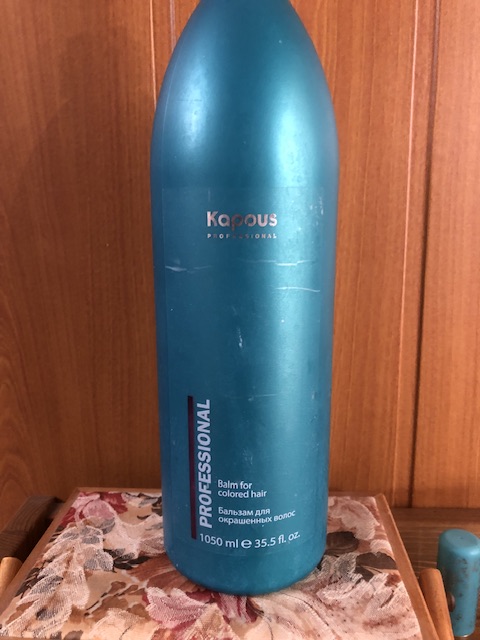 Kapous
PROFESSIONAL
PROFESSIONAL
Balm for
colored hair
Бальзам для
окрашенных волос
1050 ml ℮ 35.5 fl. oz.